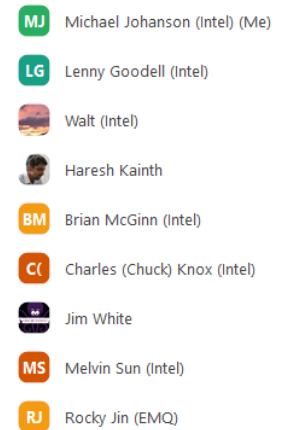 MJ Michael Johanson (Intel) (Me)
LG Lenny Goodell (Intel)
Walt (Intel)
Haresh Kainth
BM Brian McGinn (Intel)
C( Charles (Chuck) Knox (Intel)
Jim White
MS Melvin Sun (Intel)
RJ Rocky Jin (EMQ)